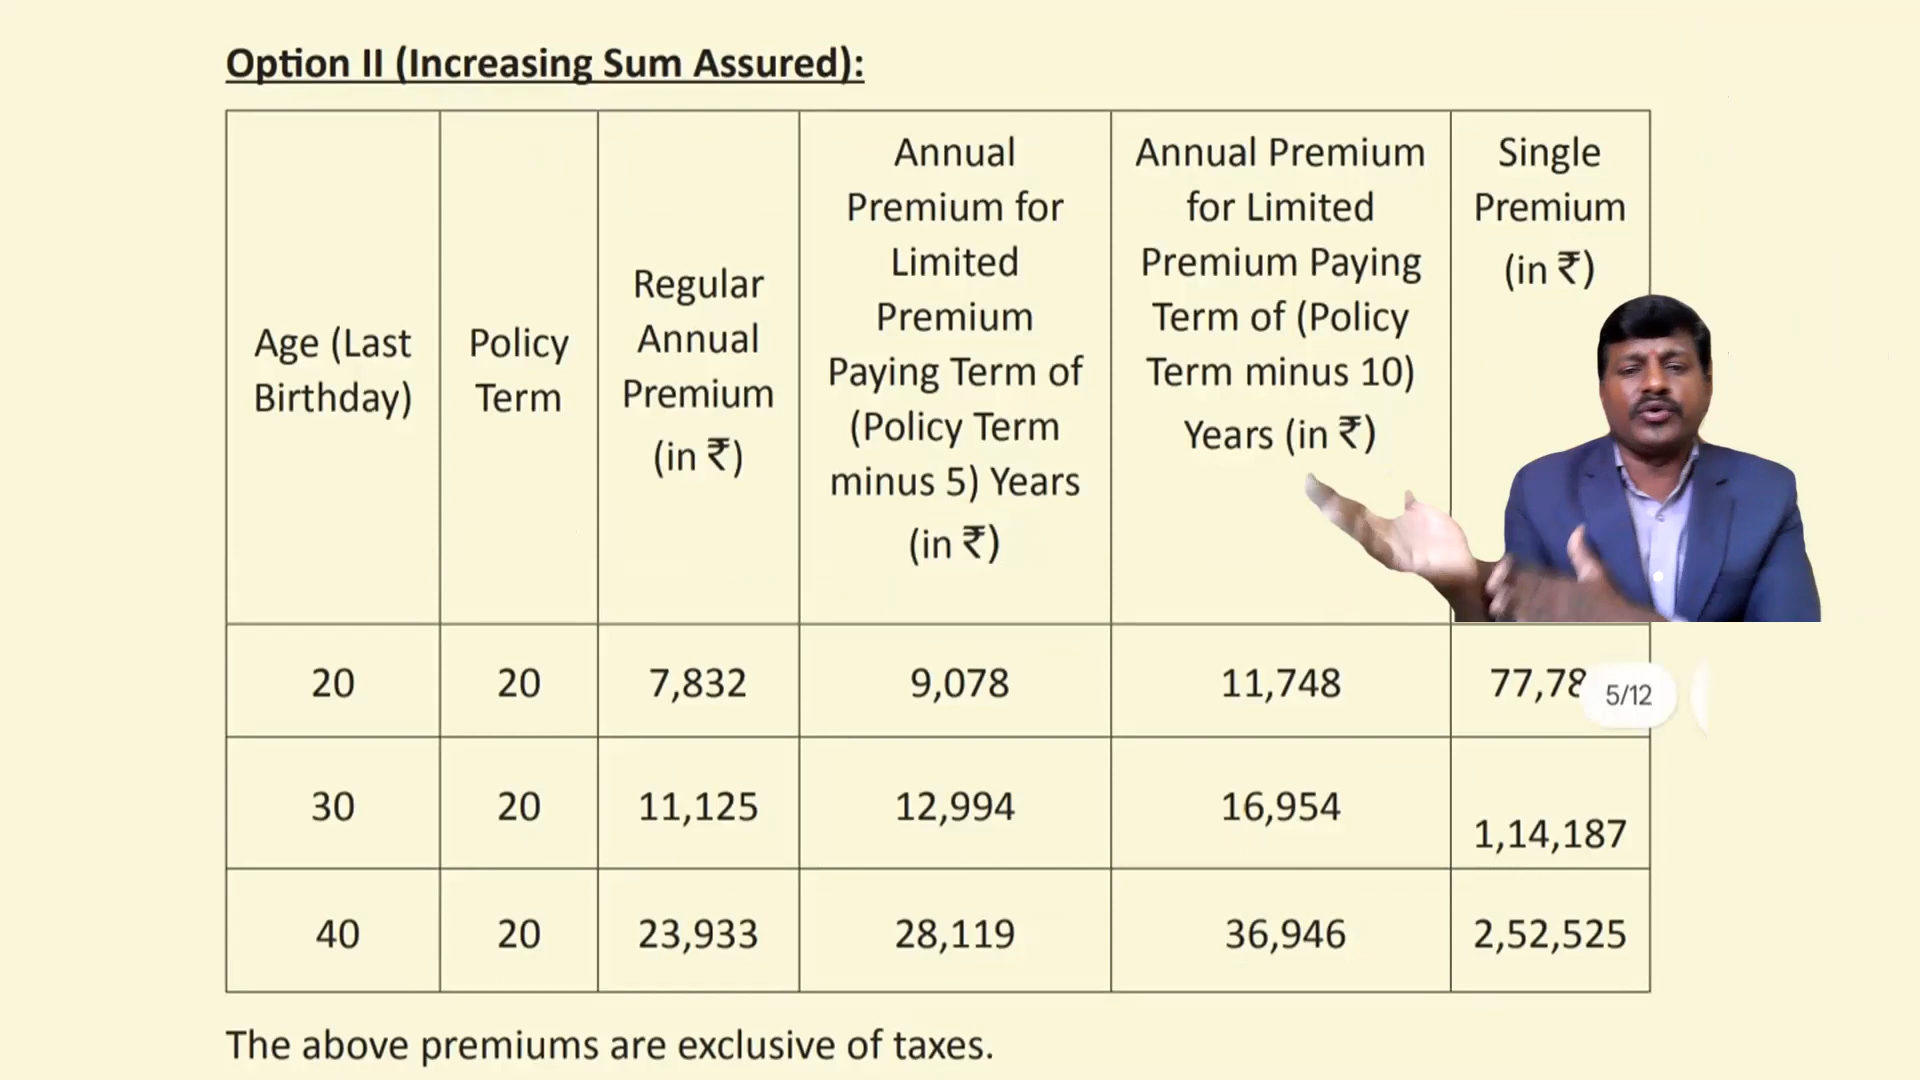 Option II (Increasing Sum Assured):
Age (Last
Birthday)
Policy
Term
Regular
Annual
Premium
(in ₹)
Annual
Premium for
Limited
Premium
Paying Term of
(Policy Term
minus 5) Years
(in ₹)
Annual Premium
for Limited
Premium Paying
Term of (Policy
Term minus 10)
Years (in ₹)
Single
Premium
(in ₹)
20 20 7,832 9,078 11,748
5/12
30 20 11,125 12,994 16,954 1,14,187
40 20 23,933 28,119 36,946 2,52,525
The above premiums are exclusive of taxes.